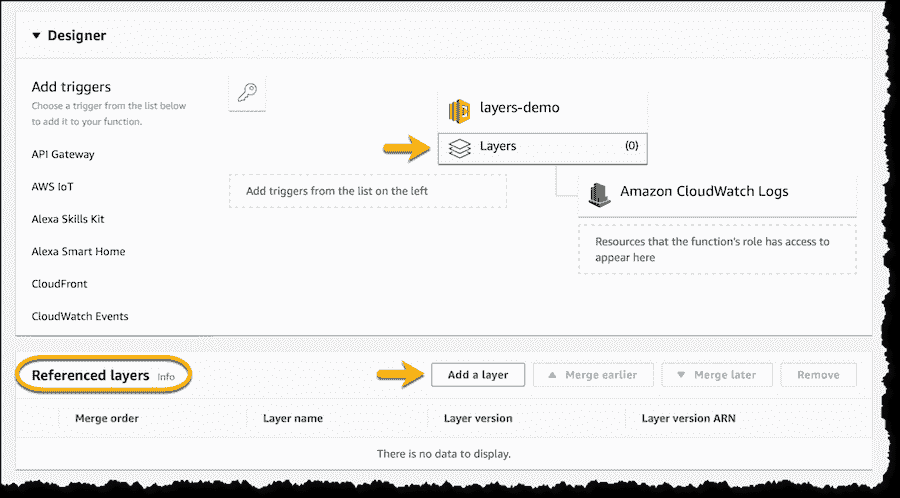 Designer
Add triggers
Choose a trigger from the list below
to add it to your function.
API Gateway
AWS IoT
Alexa Skills Kit
Alexa Smart Home
CloudFront
CloudWatch Events
layers-demo
Layers (0)
Add triggers from the list on the left
Amazon CloudWatch Logs
Resources that the function's role has access to
appear here
Referenced layers Info
Add a layer Merge earlier Merge later Remove
Merge order Layer name Layer version Layer version ARN
There is no data to display.